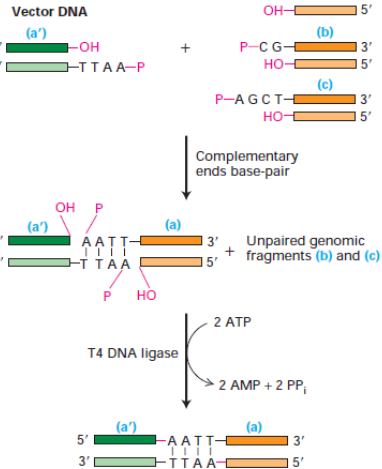 Vector DNA
OH 5′
(a′) (b)
OH + P–C G 3′
′ T T A A–P HO 5′
(c)
P–A G C T 3′
HO 5′
Complementary
ends base-pair
OH P
(a′) (a)
′ A A T T 3′ + Unpaired genomic
′ T T A A 5′ fragments (b) and (c)
P HO
2 ATP
T4 DNA ligase
2 AMP + 2 PPi
(a′) (a)
5′ A A T T 3′
3′ T T A A 5′